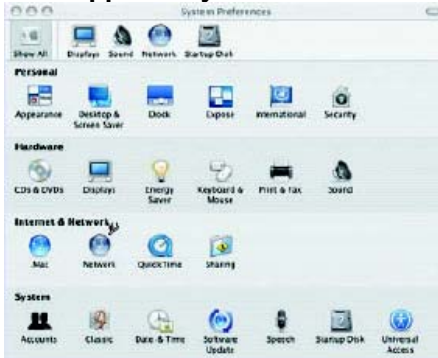 System Preferences
Show All Displays Sound Network Startup Disk
Personal
Appearance Desktop & Screen Saver Dock Expose International Security
Hardware
CDs & DVDs Displays Energy Saver Keyboard & Mouse Print & Fax Sound
Internet & Network
.Mac Network QuickTime Sharing
System
Accounts Classic Date & Time Software Update Speech Startup Disk Universal Access